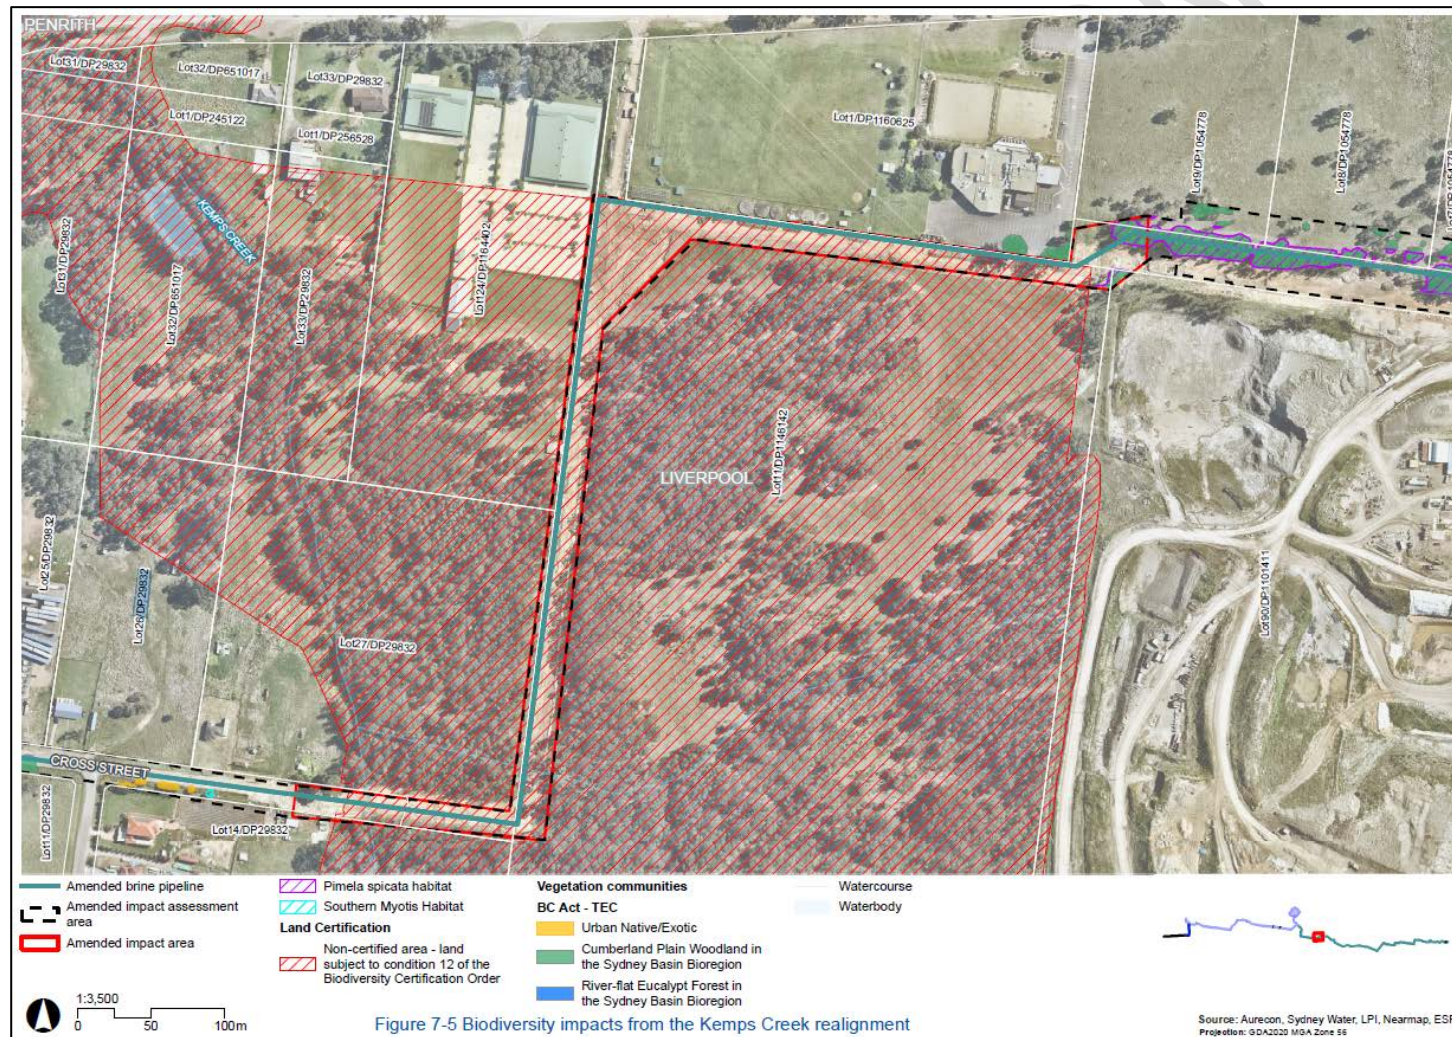 PENRITH
Lot31/DP29832
Lot32/DP651017
Lot33/DP29832
Lot1/DP245122
Lot1/DP256528
Lot1/DP1160625
Lot9/DP1054778
Lot8/DP1054778
KEMPS CREEK
Lot31/DP29832
Lot32/DP651017
Lot33/DP29832
Lot124/DP1164402
LIVERPOOL
Lot11/DP1146142
Lot25/DP29832
Lot26/DP29832
Lot27/DP29832
Lot90/DP1101411
CROSS STREET
Lot11/DP29832
Lot14/DP29832
Amended brine pipeline
Amended impact assessment
area
Amended impact area
Pimela spicata habitat
Southern Myotis Habitat
Land Certification
Non-certified area - land
subject to condition 12 of the
Biodiversity Certification Order
Vegetation communities
BC Act - TEC
Urban Native/Exotic
Cumberland Plain Woodland in
the Sydney Basin Bioregion
River-flat Eucalypt Forest in
the Sydney Basin Bioregion
Watercourse
Waterbody
1:3,500
0 50 100m
Figure 7-5 Biodiversity impacts from the Kemps Creek realignment
Source: Aurecon, Sydney Water, LPI, Nearmap, ESR
Projection: GDA2020 MGA Zone 56